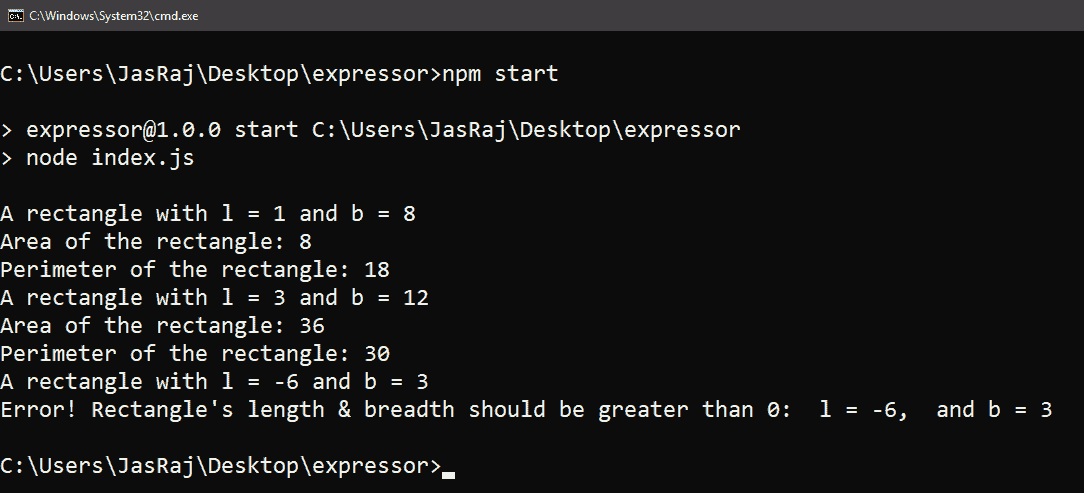 C:\Windows\System32\cmd.exe
C:\Users\JasRaj\Desktop\expressor>npm start
> expressor@1.0.0 start C:\Users\JasRaj\Desktop\expressor
> node index.js
A rectangle with l = 1 and b = 8
Area of the rectangle: 8
Perimeter of the rectangle: 18
A rectangle with l = 3 and b = 12
Area of the rectangle: 36
Perimeter of the rectangle: 30
A rectangle with l = -6 and b = 3
Error! Rectangle's length & breadth should be greater than 0:  l = -6,  and b = 3
C:\Users\JasRaj\Desktop\expressor>